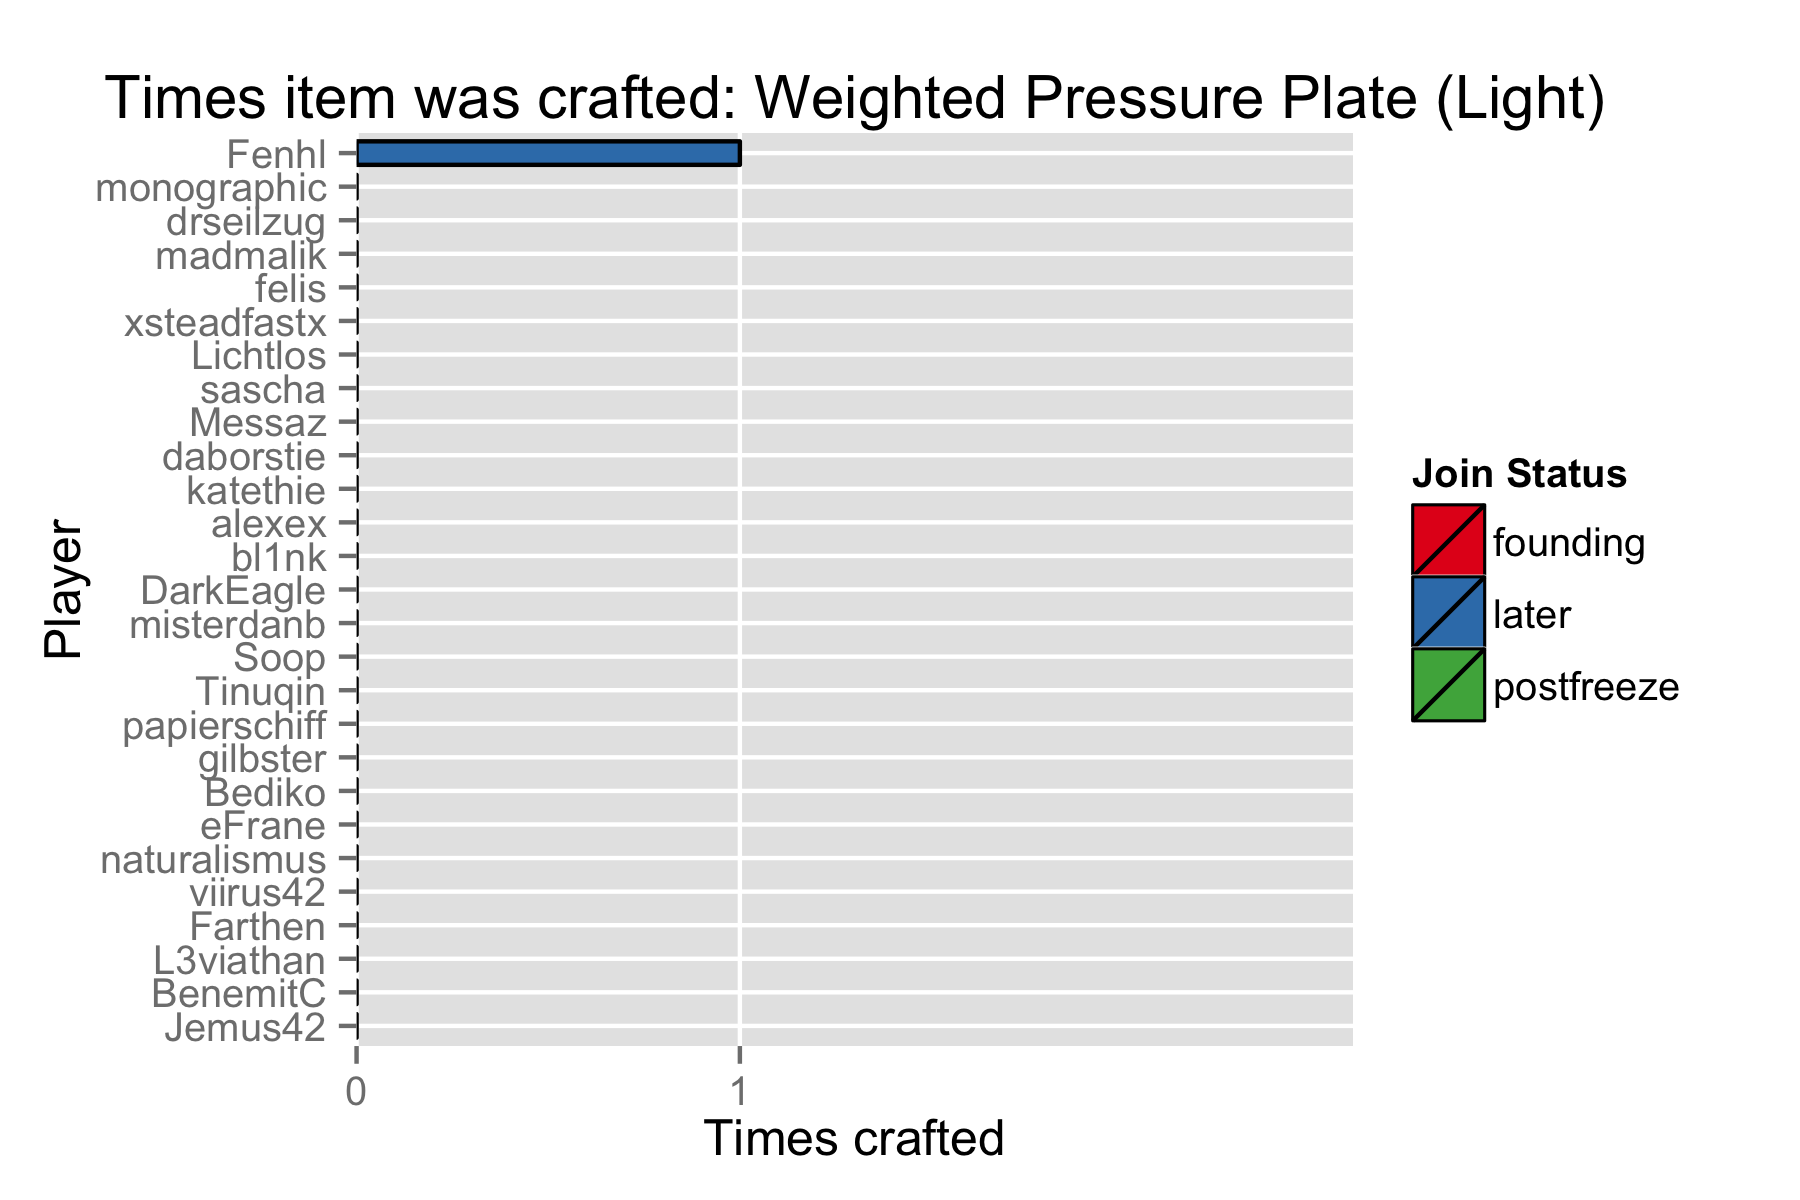 Times item was crafted: Weighted Pressure Plate (Light)
Fenhl
monographic
drseilzug
madmalik
felis
xsteadfastx
Lichtlos
sascha
Messaz
daborstie
katethie
alexex
bl1nk
DarkEagle
misterdanb
Soop
Tinuqin
papierschiff
gilbster
Bediko
eFrane
naturalismus
viirus42
Farthen
L3viathan
BenemitC
Jemus42
Player
0 1
Times crafted
Join Status
founding
later
postfreeze